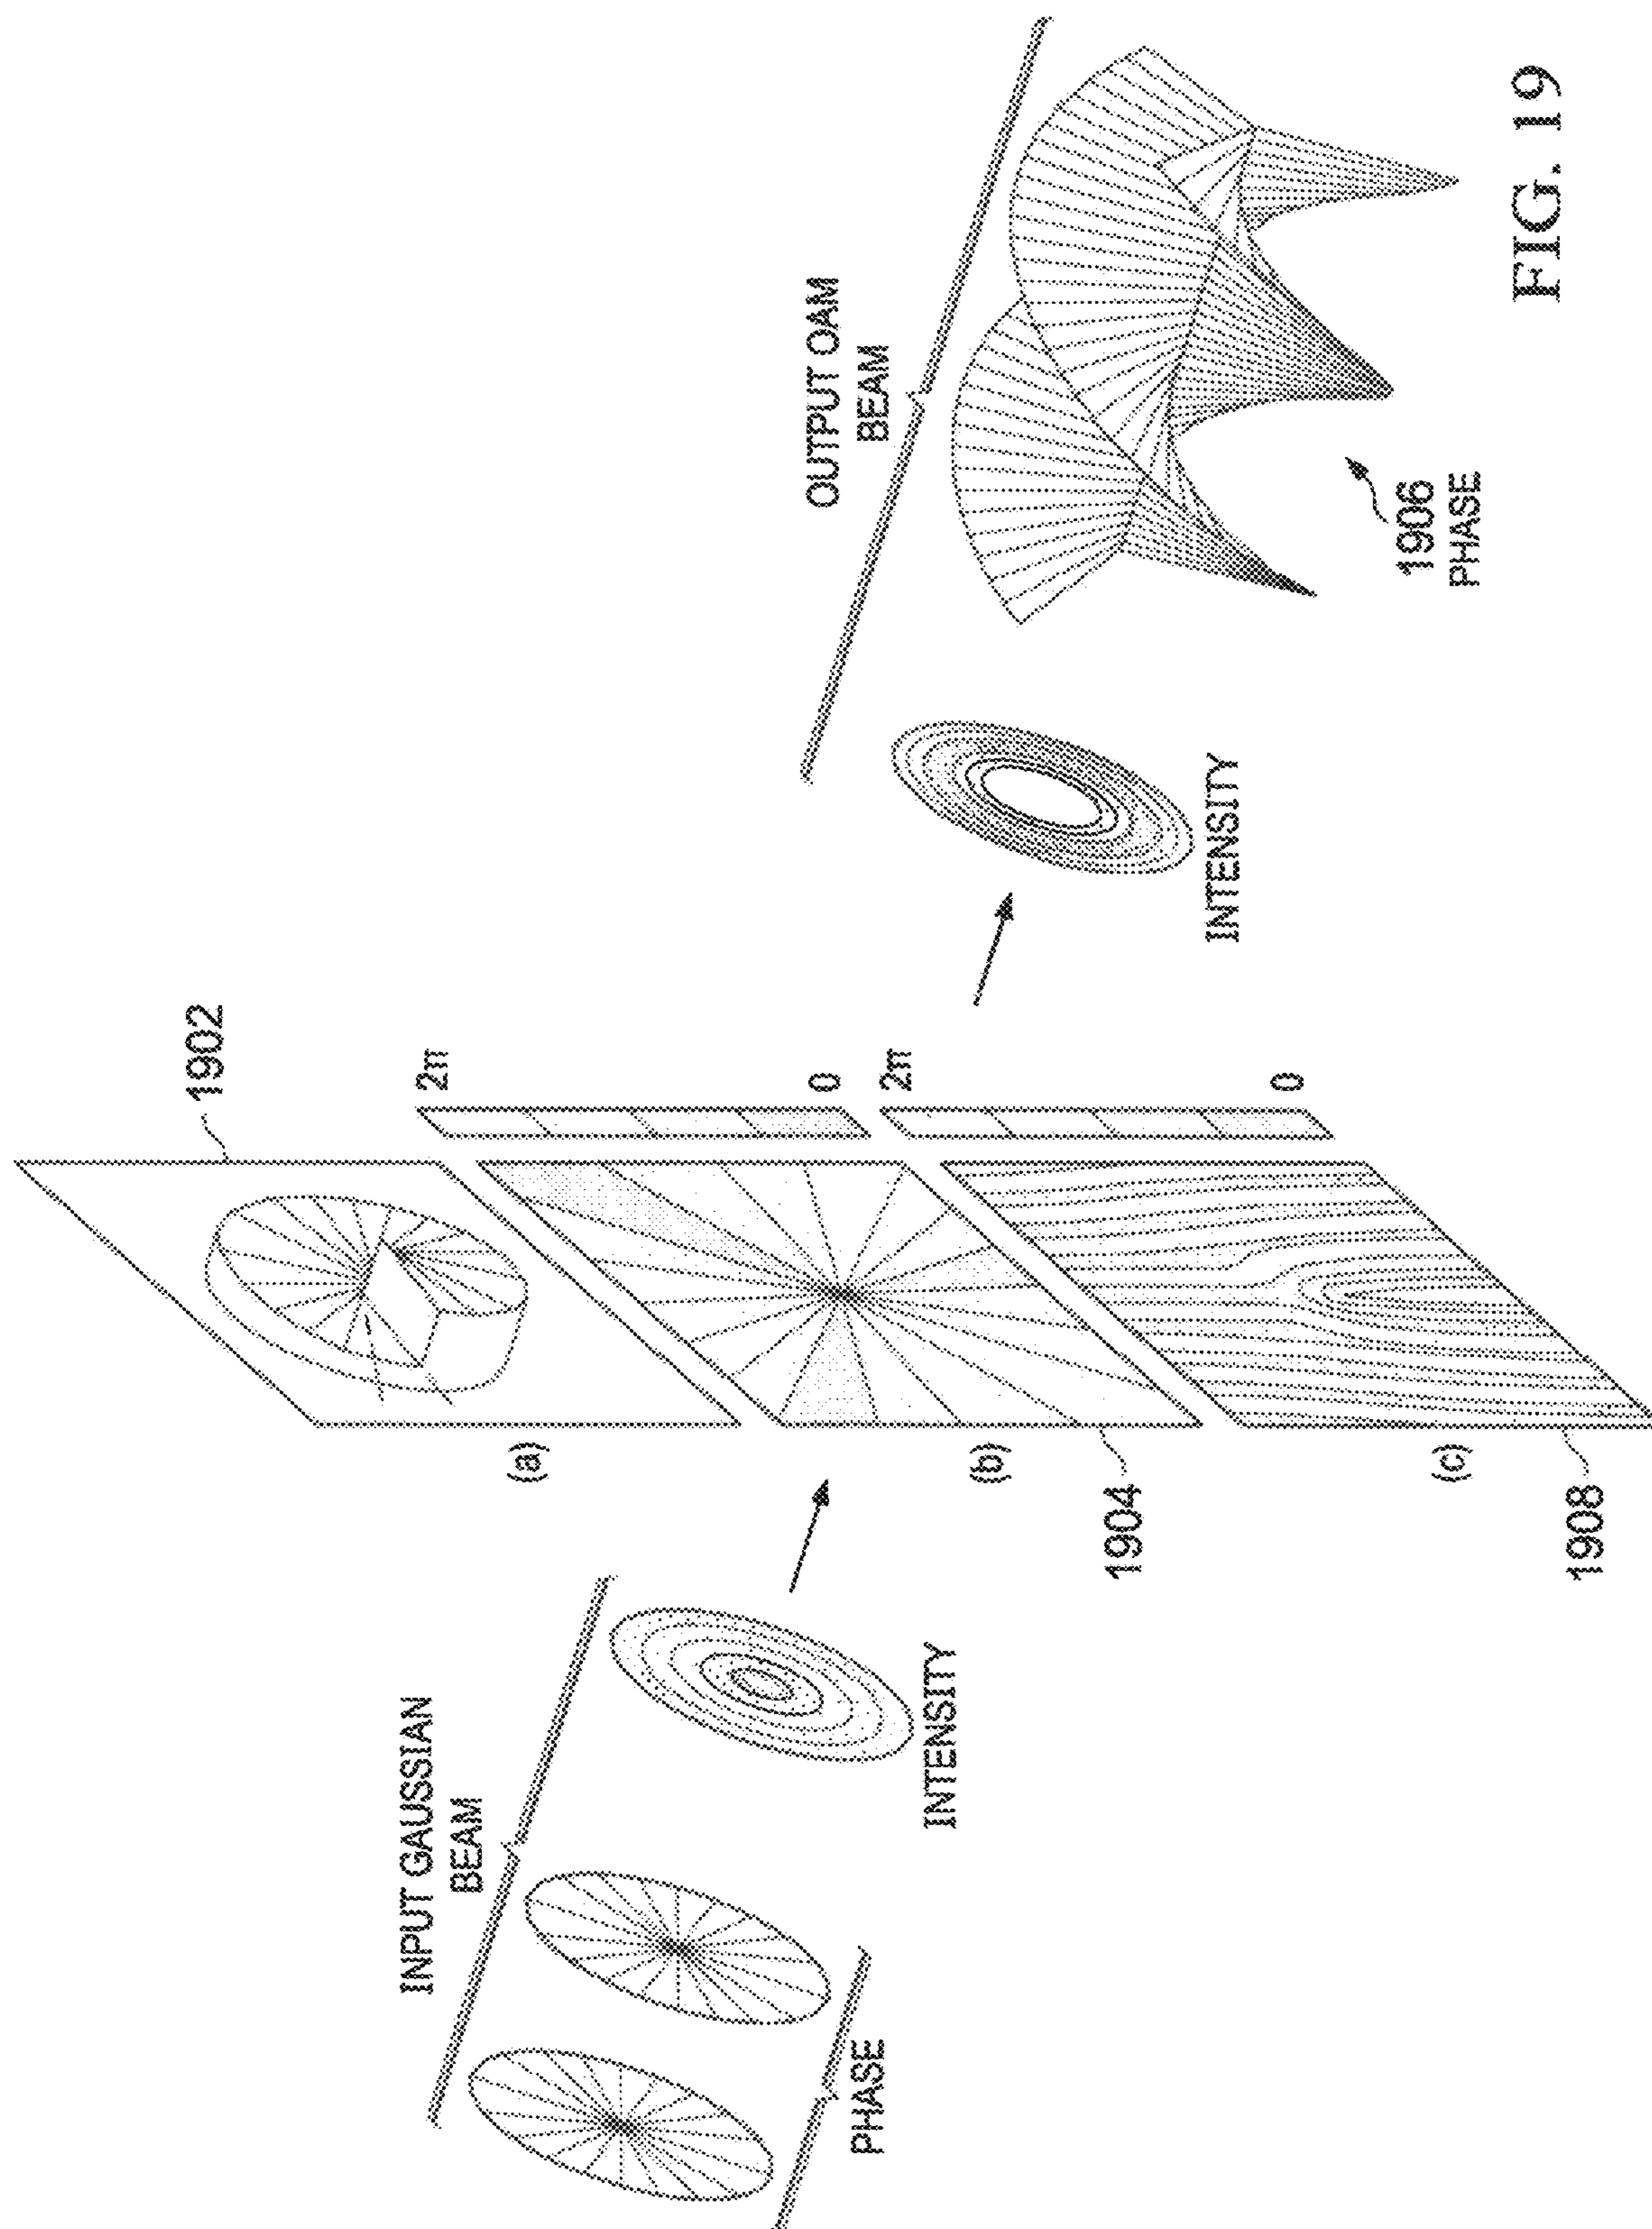 INPUT GAUSSIAN
BEAM
PHASE
INTENSITY
(a)
1902
2π
0
(b)
1904
2π
0
(c)
1908
INTENSITY
OUTPUT OAM
BEAM
1906
PHASE
FIG. 19